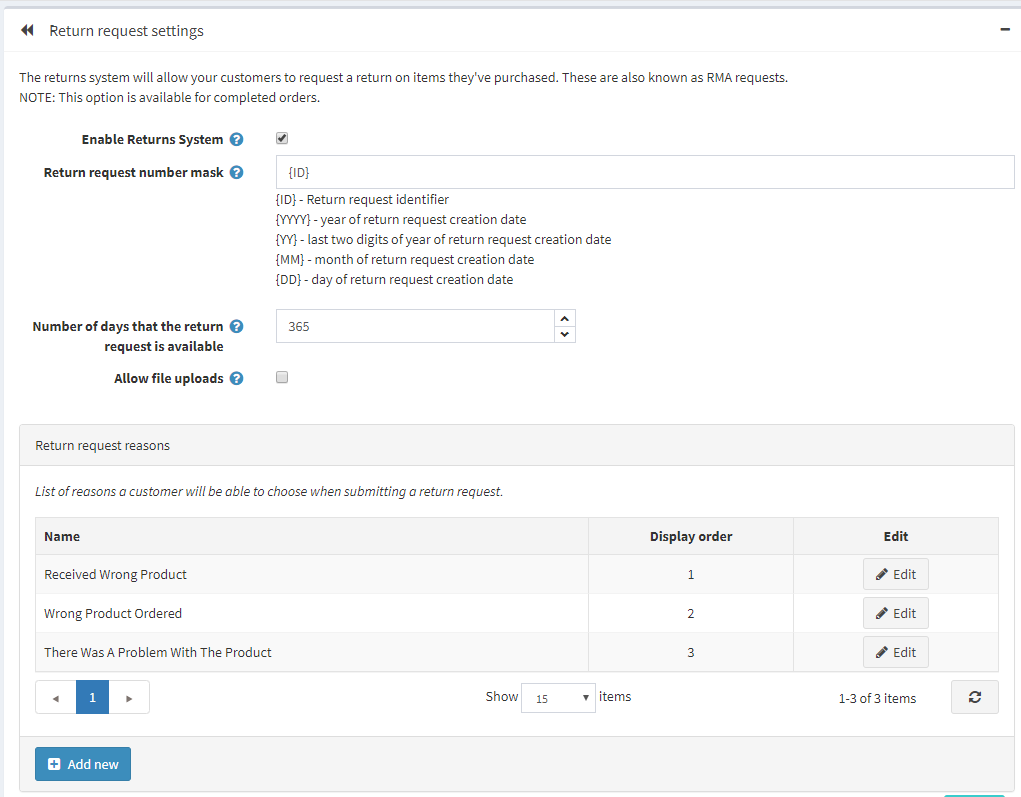 Return request settings
The returns system will allow your customers to request a return on items they've purchased. These are also known as RMA requests.
NOTE: This option is available for completed orders.
Enable Returns System ?
Return request number mask ? {ID}
{ID} - Return request identifier
{YYYY} - year of return request creation date
{YY} - last two digits of year of return request creation date
{MM} - month of return request creation date
{DD} - day of return request creation date
Number of days that the return ? 365
request is available
Allow file uploads ?
Return request reasons
List of reasons a customer will be able to choose when submitting a return request.
Name Display order Edit
Received Wrong Product 1 Edit
Wrong Product Ordered 2 Edit
There Was A Problem With The Product 3 Edit
1 Show 15 items 1-3 of 3 items
Add new